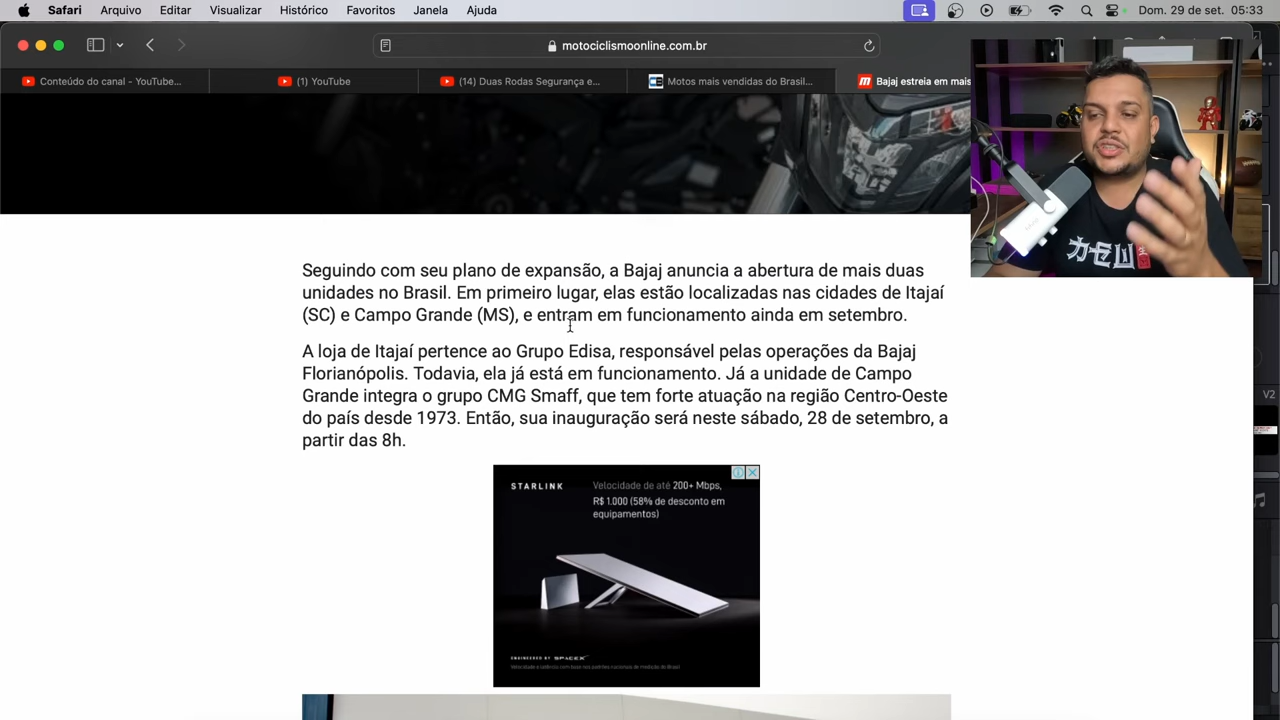 Safari Arquivo Editar Visualizar Histórico Favoritos Janela Ajuda Dom. 29 de set. 05:33
motociclismoonline.com.br
Conteúdo do canal - YouTube... (1) YouTube (14) Duas Rodas Segurança e... Motos mais vendidas do Brasil... Bajaj estreia em mais
Seguindo com seu plano de expansão, a Bajaj anuncia a abertura de mais duas
unidades no Brasil. Em primeiro lugar, elas estão localizadas nas cidades de Itajaí
(SC) e Campo Grande (MS), e entram em funcionamento ainda em setembro.
A loja de Itajaí pertence ao Grupo Edisa, responsável pelas operações da Bajaj
Florianópolis. Todavia, ela já está em funcionamento. Já a unidade de Campo
Grande integra o grupo CMG Smaff, que tem forte atuação na região Centro-Oeste
do país desde 1973. Então, sua inauguração será neste sábado, 28 de setembro, a
partir das 8h.
STARLINK
Velocidade de até 200+ Mbps,
R$ 1.000 (58% de desconto em
equipamentos)
ENGINEERED BY SPACEX
V2